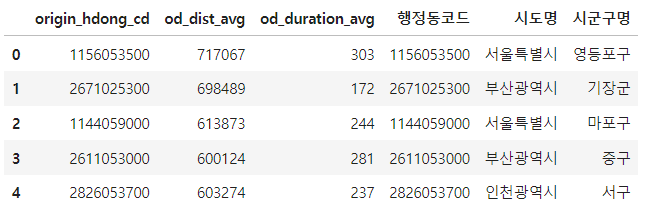 origin_hdong_cd od_dist_avg od_duration_avg 행정동코드 시도명 시군구명
0 1156053500 717067 303 1156053500 서울특별시 영등포구
1 2671025300 698489 172 2671025300 부산광역시 기장군
2 1144059000 613873 244 1144059000 서울특별시 마포구
3 2611053000 600124 281 2611053000 부산광역시 중구
4 2826053700 603274 237 2826053700 인천광역시 서구